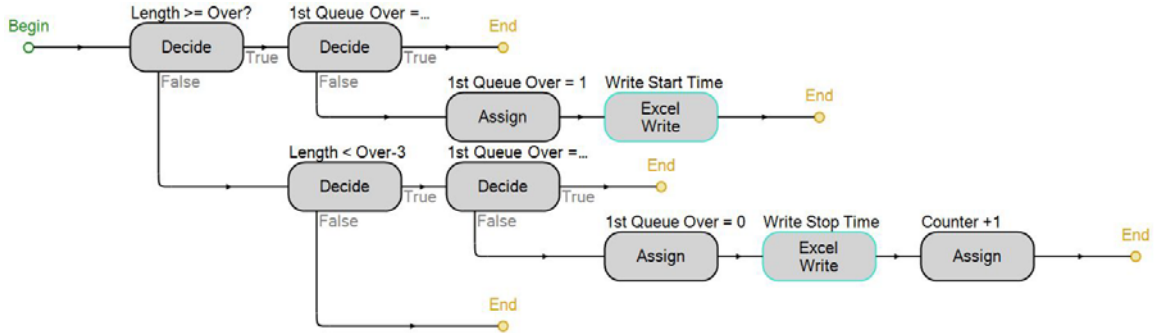 Length >= Over?
1st Queue Over =...
Begin
End
Decide
Decide
True
True
False
False
1st Queue Over = 1
Write Start Time
End
Assign
Excel
Write
Length < Over-3
1st Queue Over =...
End
Decide
Decide
True
True
False
False
1st Queue Over = 0
Write Stop Time
Counter +1
End
Assign
Excel
Write
Assign
End